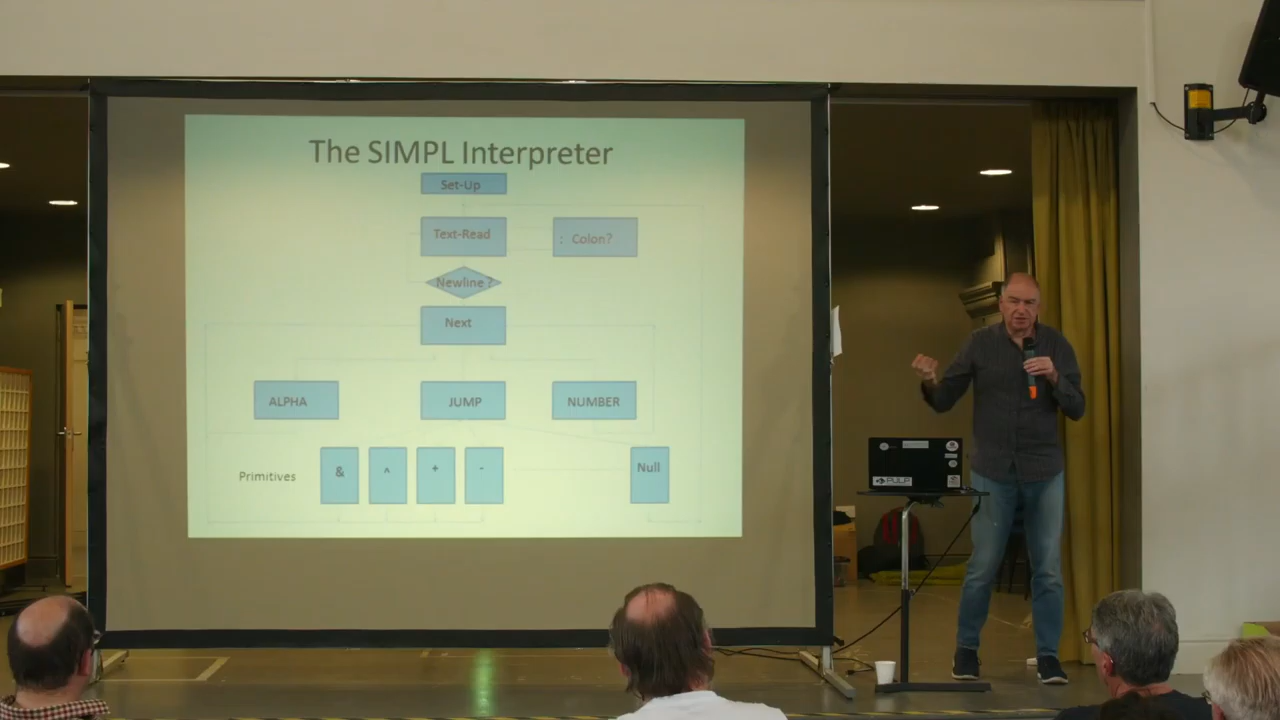 The SIMPL Interpreter
Set-Up
Text-Read
: Colon?
Newline ?
Next
ALPHA
JUMP
NUMBER
Primitives
&
^
+
-
Null
PULP